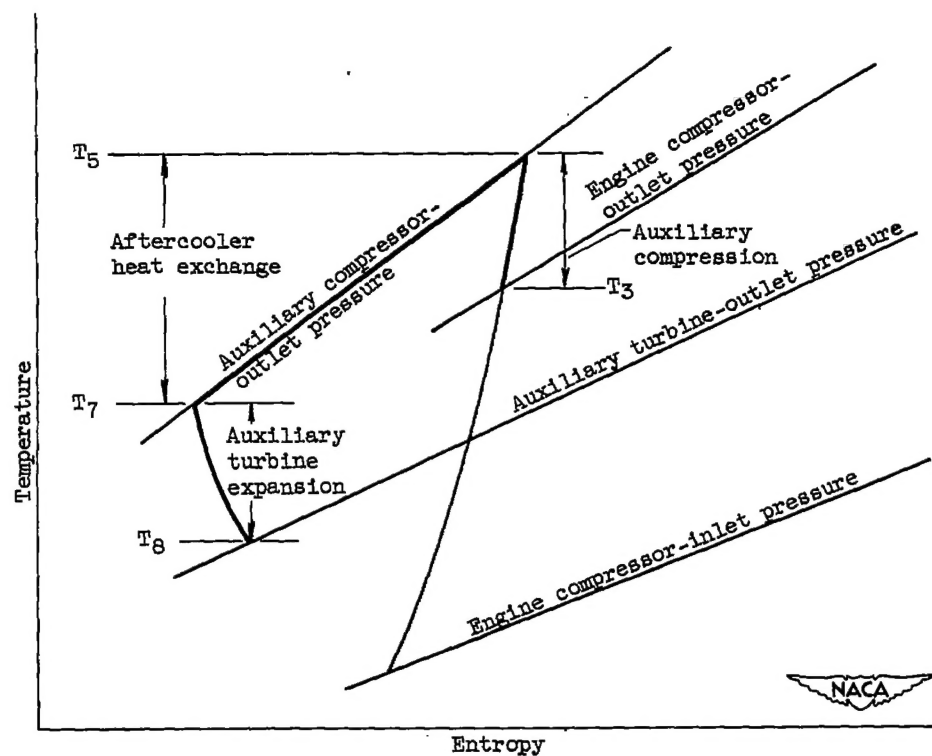 T5
Engine compressor-
outlet pressure
Aftercooler
heat exchange
Auxiliary compressor-
outlet pressure
Auxiliary
compression
T3
Auxiliary turbine-outlet pressure
T7
Auxiliary
turbine
expansion
T8
Engine compressor-inlet pressure
Temperature
NACA
Entropy